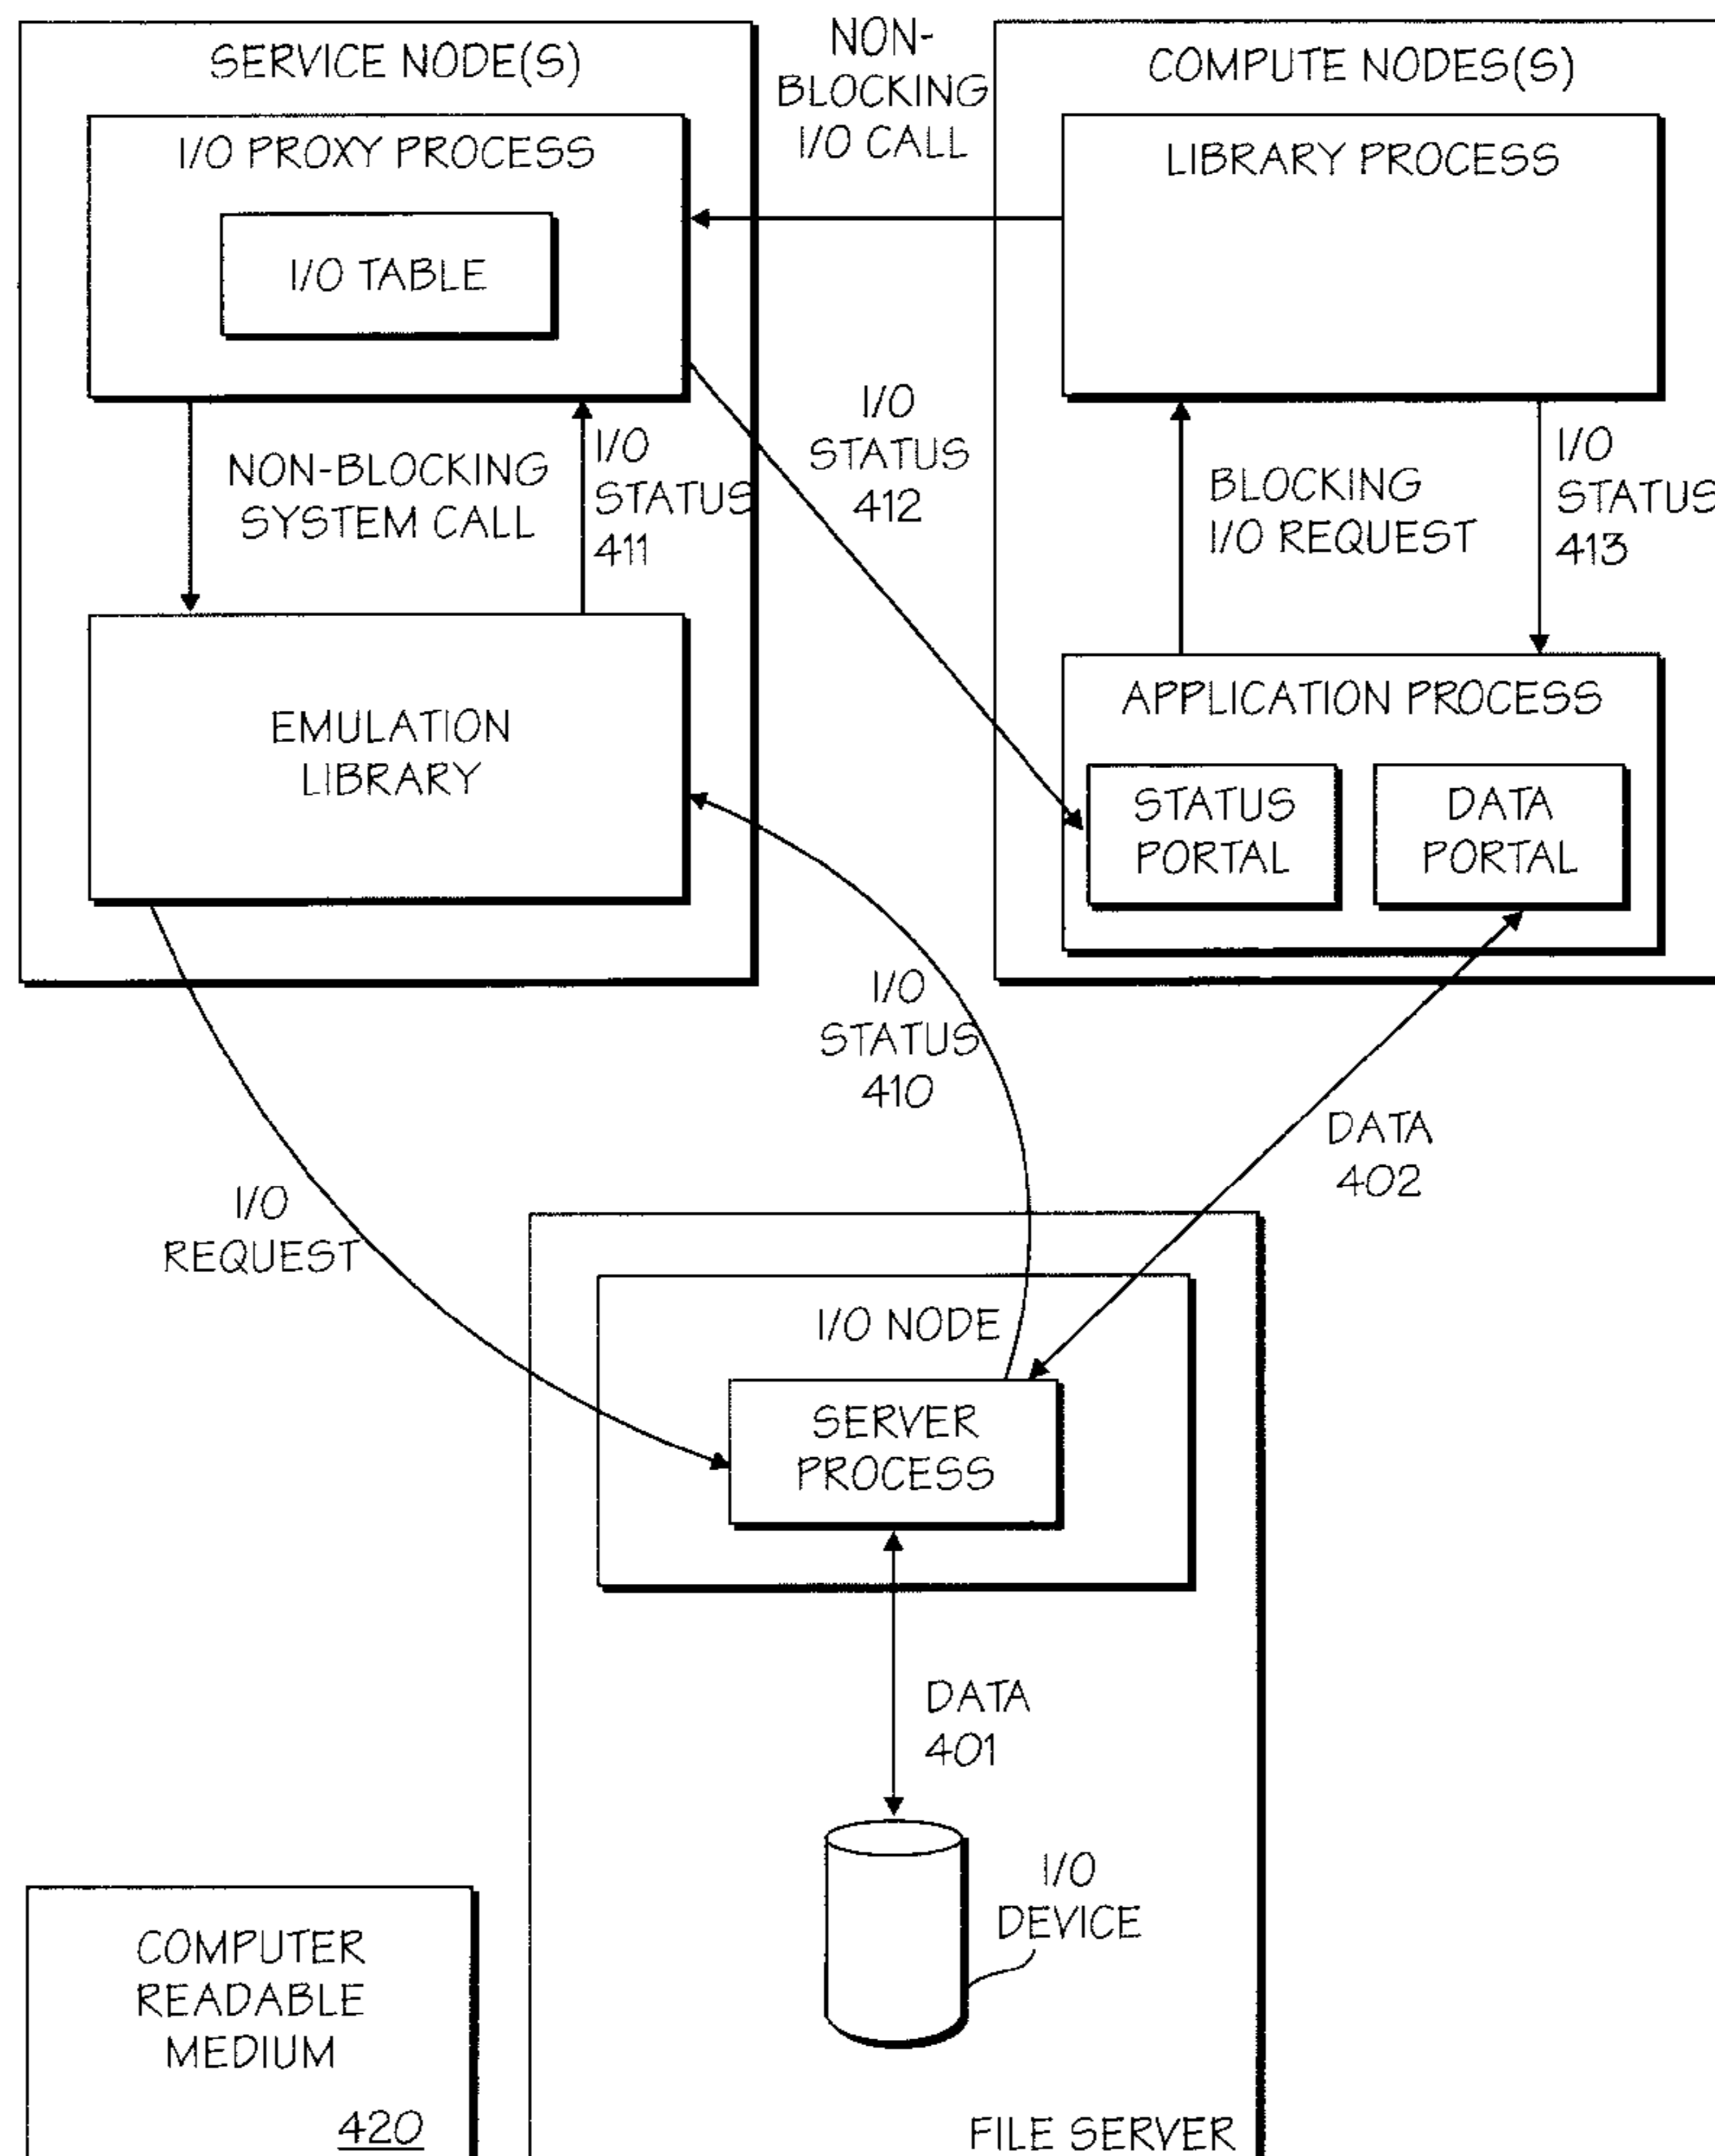 SERVICE NODE(S)
I/O PROXY PROCESS
I/O TABLE
NON-BLOCKING
SYSTEM CALL
I/O
STATUS
411
EMULATION
LIBRARY
NON-
BLOCKING
I/O CALL
I/O
STATUS
412
COMPUTE NODES(S)
LIBRARY PROCESS
BLOCKING
I/O REQUEST
I/O
STATUS
413
APPLICATION PROCESS
STATUS
PORTAL
DATA
PORTAL
I/O
STATUS
410
DATA
402
I/O
REQUEST
I/O NODE
SERVER
PROCESS
DATA
401
I/O
DEVICE
FILE SERVER
COMPUTER
READABLE
MEDIUM
420